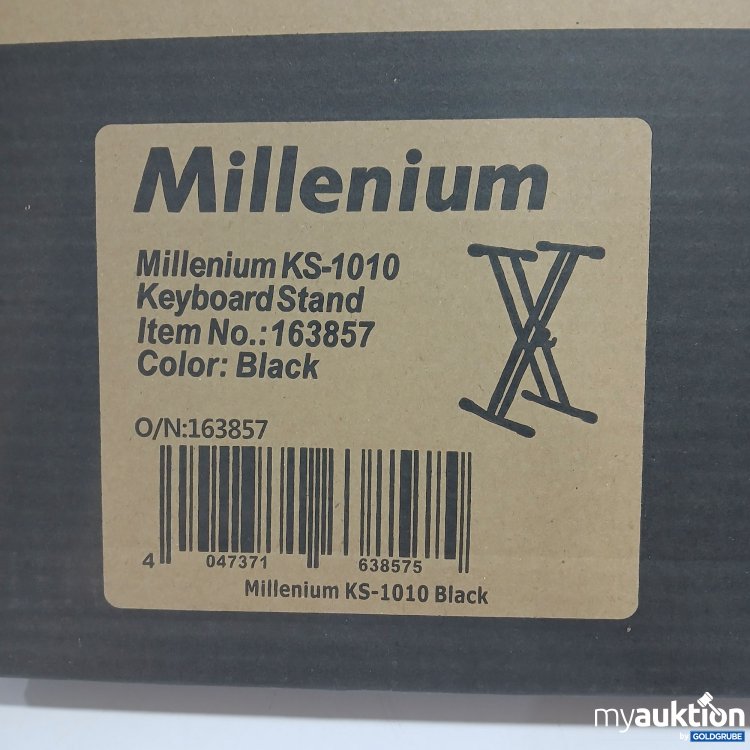 Millenium
Millenium KS-1010
Keyboard Stand
Item No.:163857
Color: Black
O/N:163857
4 047371 638575
Millenium KS-1010 Black
myauktion
by GOLDGRUBE